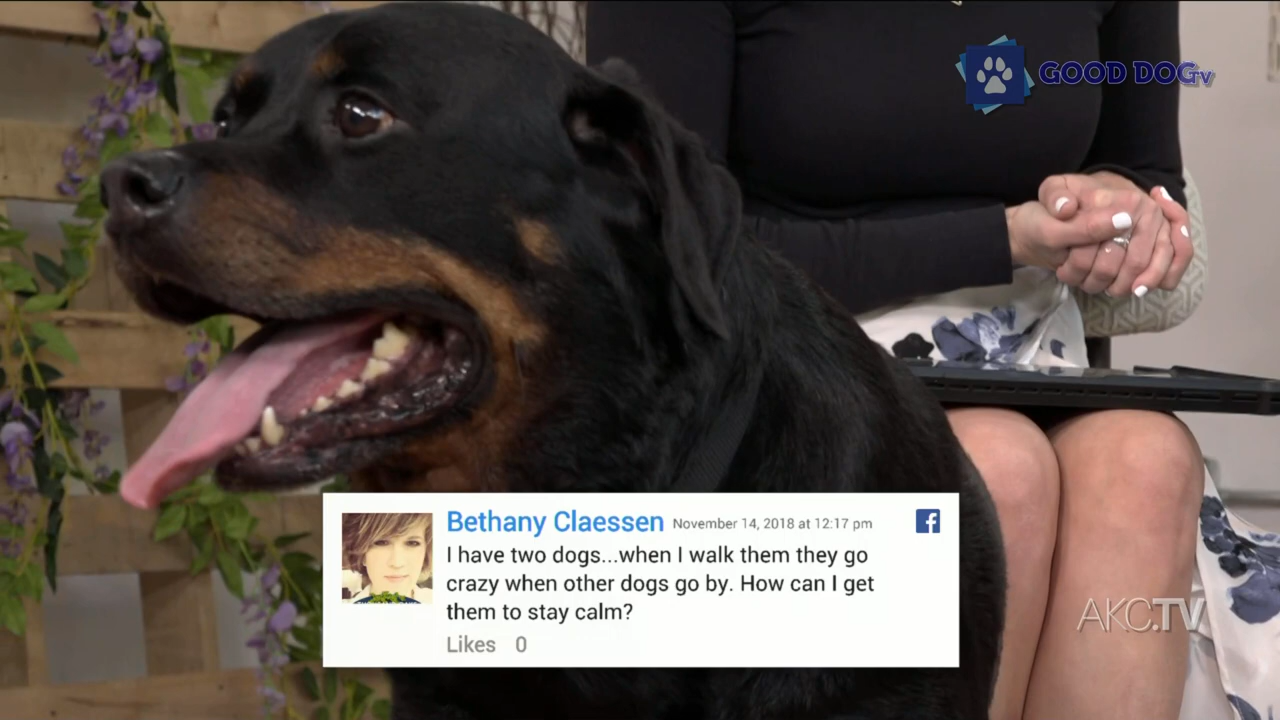 GOOD DOGTV
Bethany Claessen November 14, 2018 at 12:17 pm
I have two dogs...when I walk them they go
crazy when other dogs go by. How can I get
them to stay calm?
Likes 0
AKC.TV